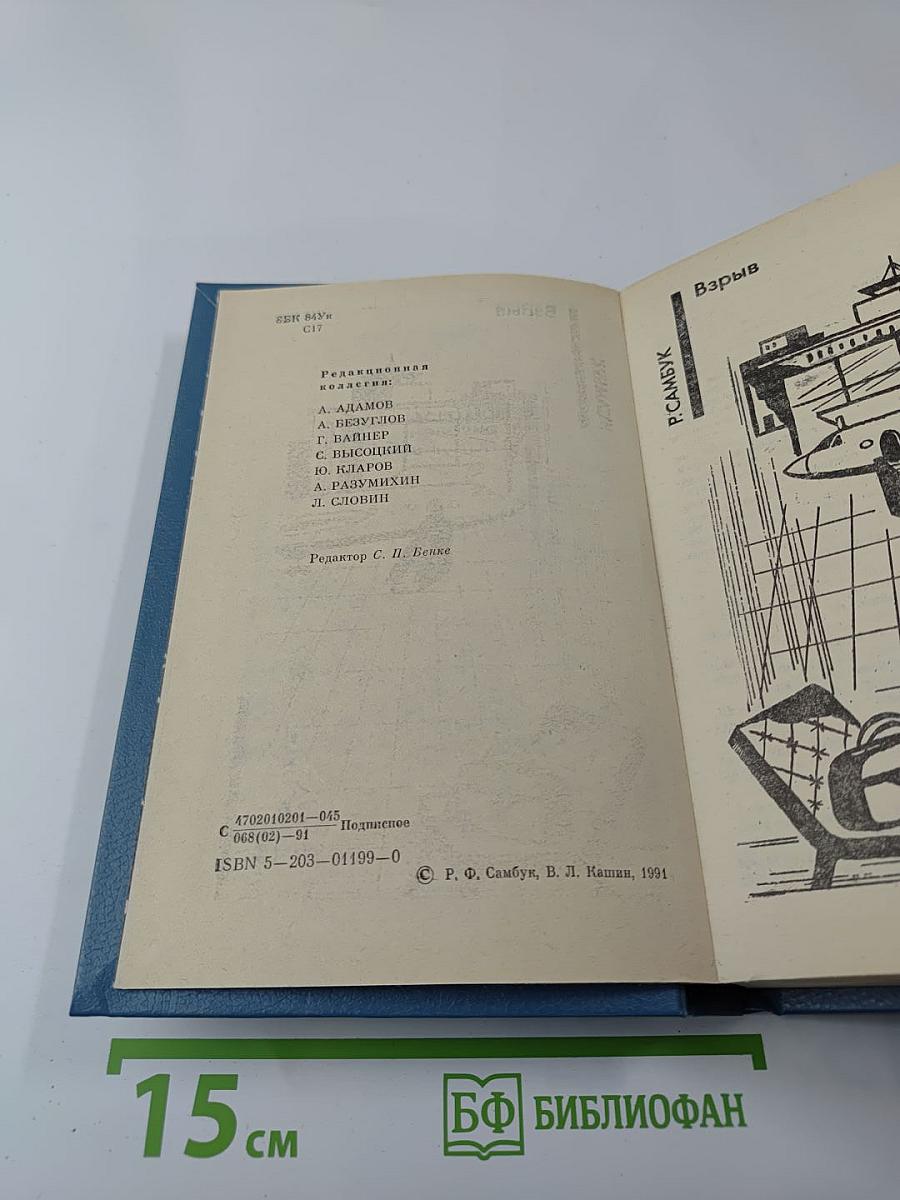 ББК 84Ук
С17
Редакционная
коллегия:
А. АДАМОВ
А. БЕЗУГЛОВ
Г. ВАЙНЕР
С. ВЫСОЦКИЙ
Ю. КЛАРОВ
А. РАЗУМИХИН
Л. СЛОВИН
Редактор С. П. Бенке
С 4702010201—045
068(02)—91 Подписное
ISBN 5—203—01199—0
© Р. Ф. Самбук, В. Л. Кашин, 1991
Р. САМБУК
Взрыв
15 см
БФ БИБЛИОФАН